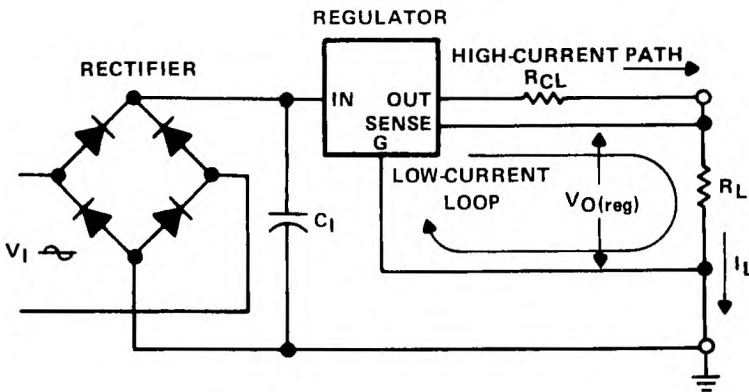 REGULATOR
HIGH-CURRENT PATH
RECTIFIER
RCL
IN OUT
SENSE
G
LOW-CURRENT
LOOP
VO(reg)
RL
CI
VI
IL